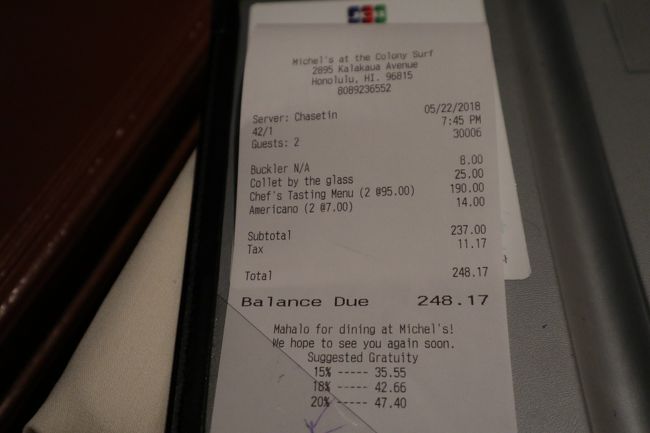 JCB
Michel's at the Colony Surf
2895 Kalakaua Avenue
Honolulu, HI. 96815
8089236552
Server: Chasetin 05/22/2018
42/1 7:45 PM
Guests: 2 30006
Buckler N/A 8.00
Collet by the glass 25.00
Chef's Tasting Menu (2 @95.00) 190.00
Americano (2 @7.00) 14.00
Subtotal 237.00
Tax 11.17
Total 248.17
Balance Due 248.17
Mahalo for dining at Michel's!
We hope to see you again soon.
Suggested Gratuity
15% ----- 35.55
18% ----- 42.66
20% ----- 47.40